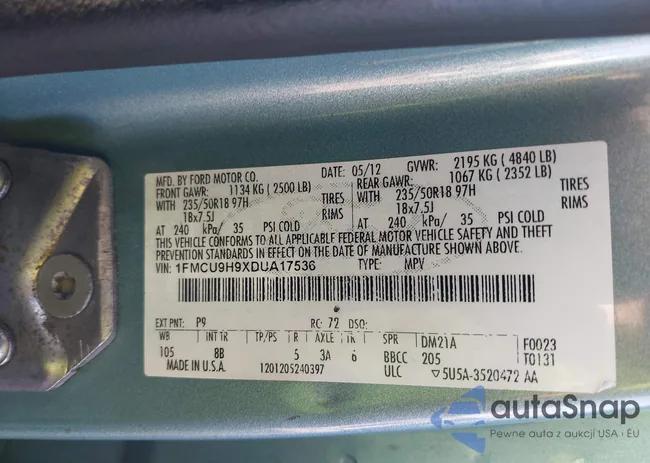 MFD. BY FORD MOTOR CO. DATE: 05/12 GVWR: 2195 KG ( 4840 LB)
FRONT GAWR: 1134 KG ( 2500 LB) REAR GAWR: 1067 KG ( 2352 LB)
WITH 235/50R18 97H TIRES WITH 235/50R18 97H TIRES
18x7.5J RIMS 18x7.5J RIMS
AT 240 kPa/ 35 PSI COLD AT 240 kPa/ 35 PSI COLD
THIS VEHICLE CONFORMS TO ALL APPLICABLE FEDERAL MOTOR VEHICLE SAFETY AND THEFT
PREVENTION STANDARDS IN EFFECT ON THE DATE OF MANUFACTURE SHOWN ABOVE.
VIN: 1FMCU9H9XDUA17536 TYPE: MPV
EXT PNT: P9 RC: 72 DSO:
WB INT TR TP/PS R AXLE TR SPR DM21A F0023
105 8B 5 3A 6 BBCC 205 T0131
MADE IN U.S.A. 1201205240397 ULC ▽5U5A-3520472 AA
autaSnap
Pewne auta z aukcji USA · EU